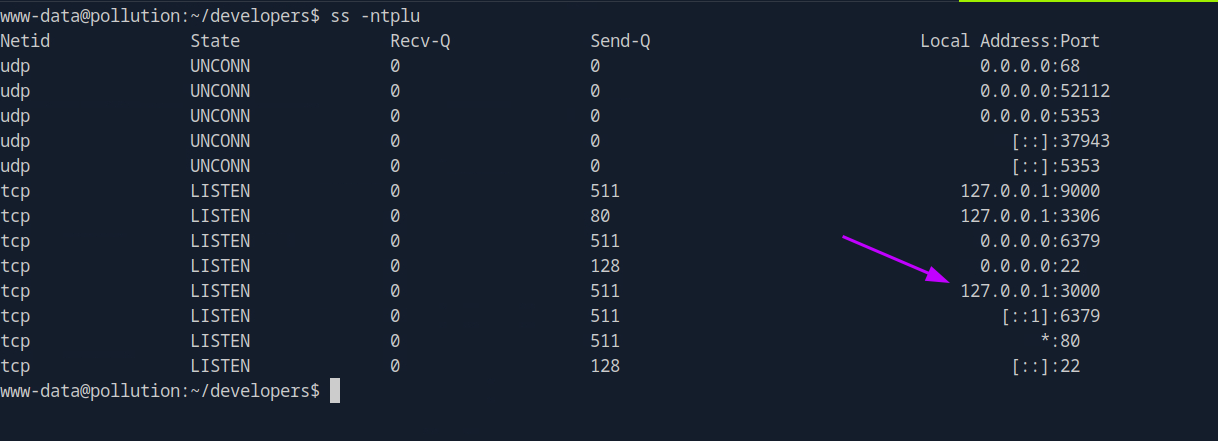 www-data@pollution:~/developers$ ss -ntplu
Netid State Recv-Q Send-Q Local Address:Port
udp UNCONN 0 0 0.0.0.0:68
udp UNCONN 0 0 0.0.0.0:52112
udp UNCONN 0 0 0.0.0.0:5353
udp UNCONN 0 0 [::]:37943
udp UNCONN 0 0 [::]:5353
tcp LISTEN 0 511 127.0.0.1:9000
tcp LISTEN 0 80 127.0.0.1:3306
tcp LISTEN 0 511 0.0.0.0:6379
tcp LISTEN 0 128 0.0.0.0:22
tcp LISTEN 0 511 127.0.0.1:3000
tcp LISTEN 0 511 [::1]:6379
tcp LISTEN 0 511 *:80
tcp LISTEN 0 128 [::]:22
www-data@pollution:~/developers$